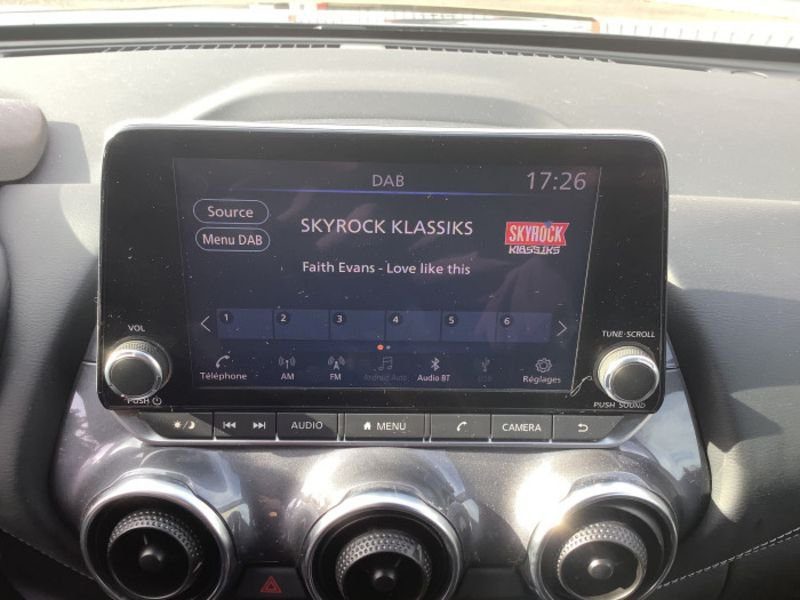 DAB
17:26
Source
SKYROCK KLASSIKS
SKYROCK
KLASSIKS
Menu DAB
Faith Evans - Love like this
1 2 3 4 5 6
Téléphone AM FM Android Auto Audio BT USB Réglages
VOL
PUSH
TUNE·SCROLL
PUSH SOUND
AUDIO MENU CAMERA